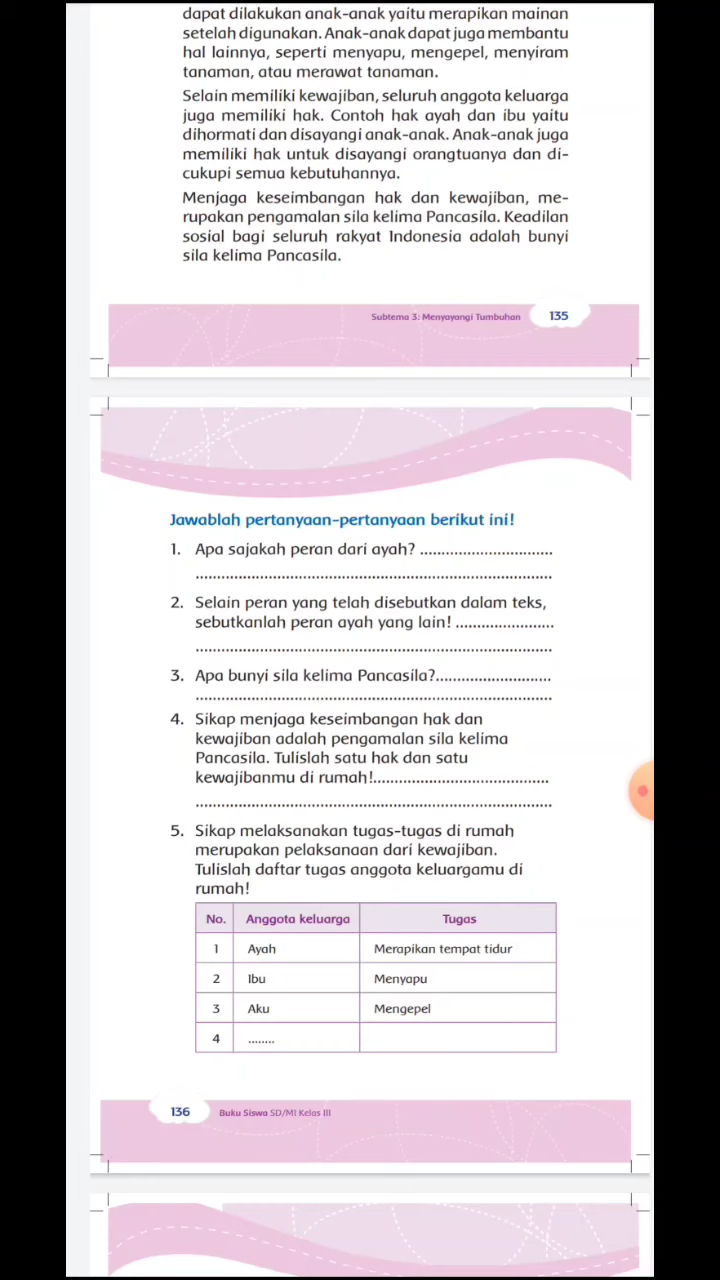 dapat dilakukan anak-anak yaitu merapikan mainan
setelah digunakan. Anak-anak dapat juga membantu
hal lainnya, seperti menyapu, mengepel, menyiram
tanaman, atau merawat tanaman.
Selain memiliki kewajiban, seluruh anggota keluarga
juga memiliki hak. Contoh hak ayah dan ibu yaitu
dihormati dan disayangi anak-anak. Anak-anak juga
memiliki hak untuk disayangi orangtuanya dan di-
cukupi semua kebutuhannya.
Menjaga keseimbangan hak dan kewajiban, me-
rupakan pengamalan sila kelima Pancasila. Keadilan
sosial bagi seluruh rakyat Indonesia adalah bunyi
sila kelima Pancasila.
Subtema 3: Menyayangi Tumbuhan 135
Jawablah pertanyaan-pertanyaan berikut ini!
1. Apa sajakah peran dari ayah? ...............................
...................................................................................
2. Selain peran yang telah disebutkan dalam teks,
sebutkanlah peran ayah yang lain! .......................
...................................................................................
3. Apa bunyi sila kelima Pancasila?...........................
...................................................................................
4. Sikap menjaga keseimbangan hak dan
kewajiban adalah pengamalan sila kelima
Pancasila. Tulislah satu hak dan satu
kewajibanmu di rumah!.........................................
...................................................................................
5. Sikap melaksanakan tugas-tugas di rumah
merupakan pelaksanaan dari kewajiban.
Tulislah daftar tugas anggota keluargamu di
rumah!
No. Anggota keluarga Tugas
1 Ayah Merapikan tempat tidur
2 Ibu Menyapu
3 Aku Mengepel
4 ........
136 Buku Siswa SD/MI Kelas III